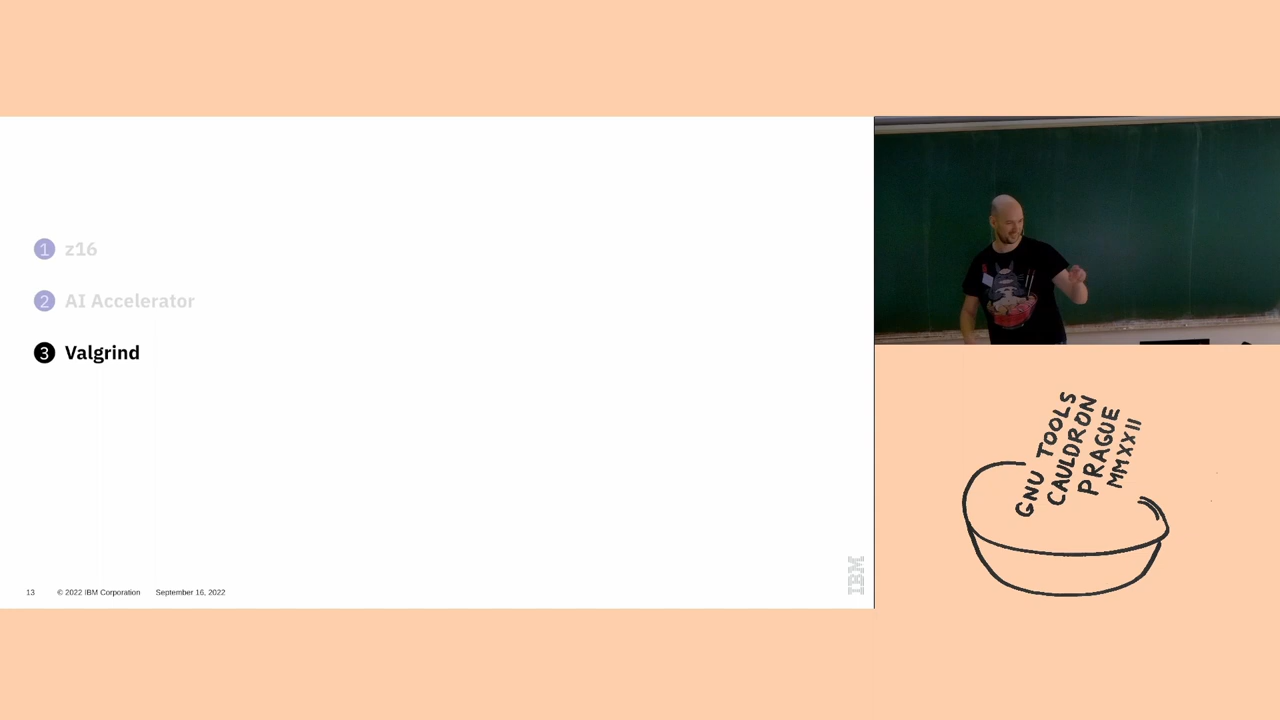 1 z16
2 AI Accelerator
3 Valgrind
13 © 2022 IBM Corporation September 16, 2022
IBM
GNU TOOLS
CAULDRON
PRAGUE
MMXXII